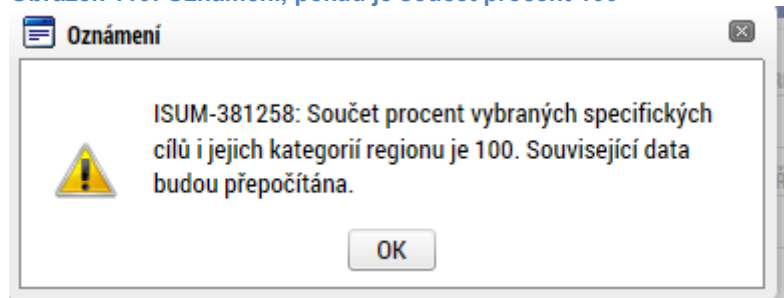 Oznámení
ISUM-381258: Součet procent vybraných specifických
cílů i jejich kategorií regionu je 100. Související data
budou přepočítána.
OK